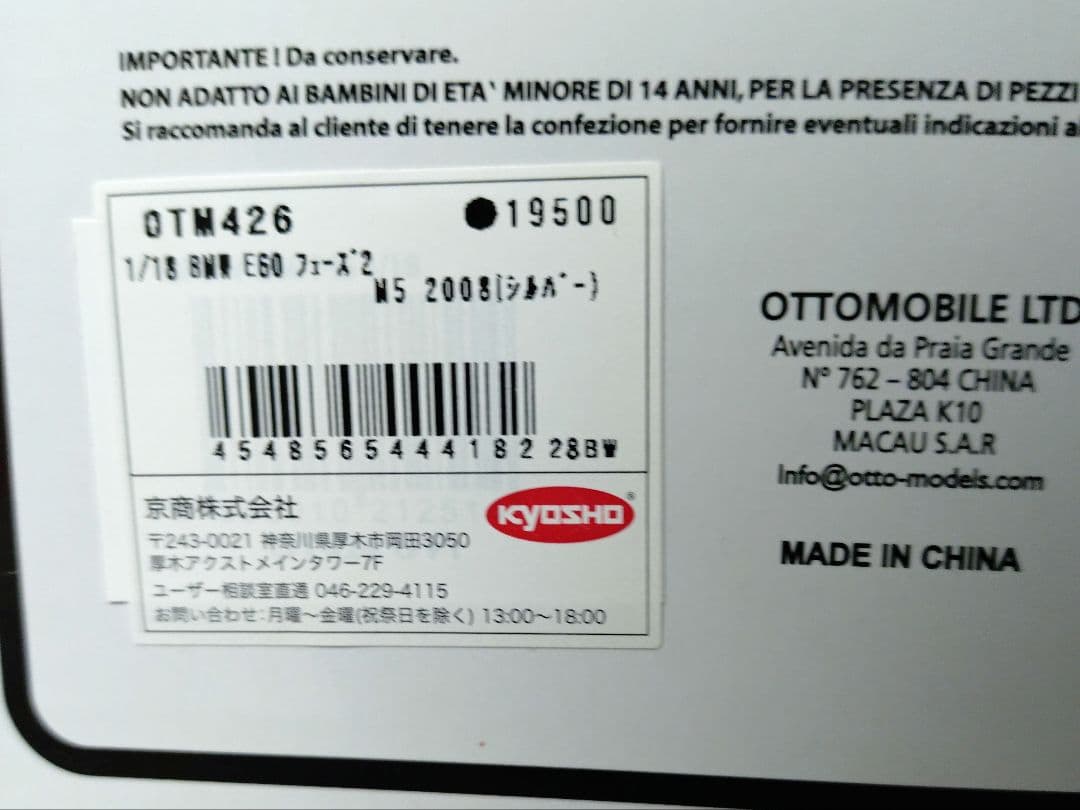 IMPORTANTE ! Da conservare.
NON ADATTO AI BAMBINI DI ETA' MINORE DI 14 ANNI, PER LA PRESENZA DI PEZZI
Si raccomanda al cliente di tenere la confezione per fornire eventuali indicazioni
OTM426 ●19500
1/18 BMW E60 フェーズ2
M5 2008(シルバー)
4548565444182 28BW
京商株式会社
KYOSHO®
〒243-0021 神奈川県厚木市岡田3050
厚木アクストメインタワー7F
ユーザー相談室直通 046-229-4115
お問い合わせ:月曜〜金曜(祝祭日を除く) 13:00〜18:00
OTTOMOBILE LTD
Avenida da Praia Grande
N° 762 – 804 CHINA
PLAZA K10
MACAU S.A.R
Info@otto-models.com
MADE IN CHINA